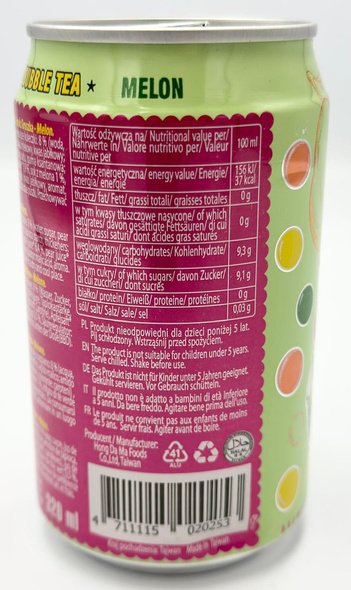 BUBBLE TEA ★ MELON
Wartość odżywcza na/ Nutritional value per/
Nährwerte in/ Valore nutritivo per/ Valeur
nutritive per
100 ml
wartość energetyczna/ energy value/ Energie/
energia/ energie
156 kJ/
37 kcal
tłuszcz/ fat/ Fett/ grassi totali/ graisses totales
0 g
w tym kwasy tłuszczowe nasycone/ of which
saturates/ davon gesättigte Fettsäuren/ di cui
acidi grassi saturi/ dont acides gras saturés
0 g
węglowodany/ carbohydrates/ Kohlenhydrate/
carboidrati/ glucides
9,3 g
w tym cukry/ of which sugars/ davon Zucker/
di cui zuccheri/ dont sucrés
9,1 g
białko/ protein/ Eiweiß/ proteine/ protéines
0 g
sól/ salt/ Salz/ sale/ sel
0,03 g
PL Produkt nieodpowiedni dla dzieci poniżej 5 lat.
Pij schłodzony. Wstrząśnij przed spożyciem.
EN The product is not suitable for children under 5 years.
Serve chilled. Shake before use.
DE Das Produkt ist nicht für Kinder unter 5 Jahren geeignet.
Gekühlt servieren. Vor Gebrauch schütteln.
IT Il prodotto non è adatto a bambini di età inferiore
a 5 anni. Da bere freddo. Agitare bene prima dell'uso.
FR Le produit ne convient pas aux enfants de moins
de 5 ans. Servir frais. Agiter avant de boire.
Producent / Manufacturer:
Hong Da Ma Foods
Co.,Ltd, Taiwan
41
ALU
HALAL
4 711115 020253
Kraj pochodzenia: Taiwan Made in Taiwan
320 ml